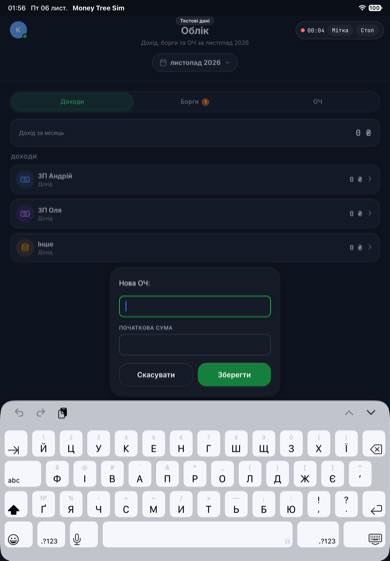 01:56 Пт 06 лист. Money Tree Sim 100
Тестові дані
К
Облік
00:04 Мітка Стоп
Дохід, борги та ОЧ за листопад 2026
листопад 2026
Доходи Борги 1 ОЧ
Дохід за місяць 0 ₴
ДОХОДИ
ЗП Андрій
Дохід
0 ₴
ЗП Оля
Дохід
0 ₴
Інше
Дохід
0 ₴
Нова ОЧ:
ПОЧАТКОВА СУМА
Скасувати Зберегти
Й Ц У К Е Н Г Ш Щ З Х Ї
abc Ф І В А П Р О Л Д Ж Є ʼ
Ґ Я Ч С М И Т Ь Б Ю ! , ? .
.?123 .?123